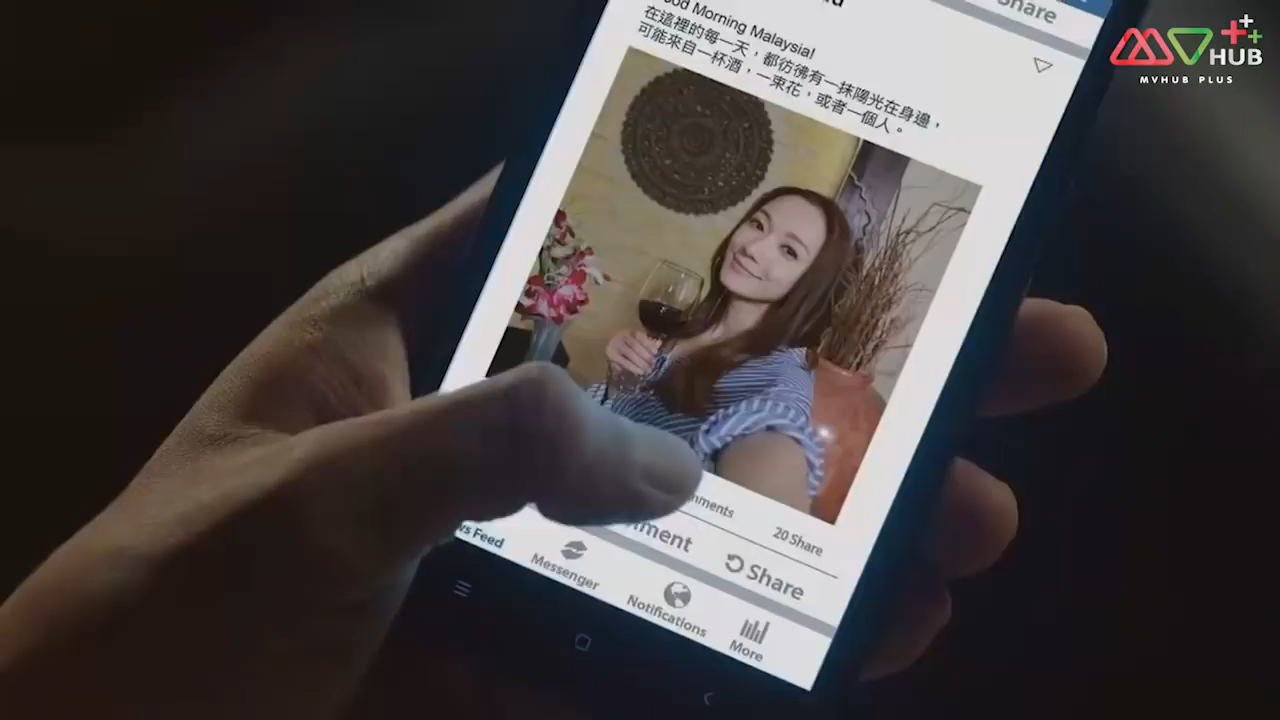 Share
ood Morning Malaysia!
在這裡的每一天，都彷彿有一抹陽光在身邊，
可能來自一杯酒，一束花，或者一個人。
20 Share
Share
ws Feed
Messenger
Notifications
More
HUB
MVHUB PLUS